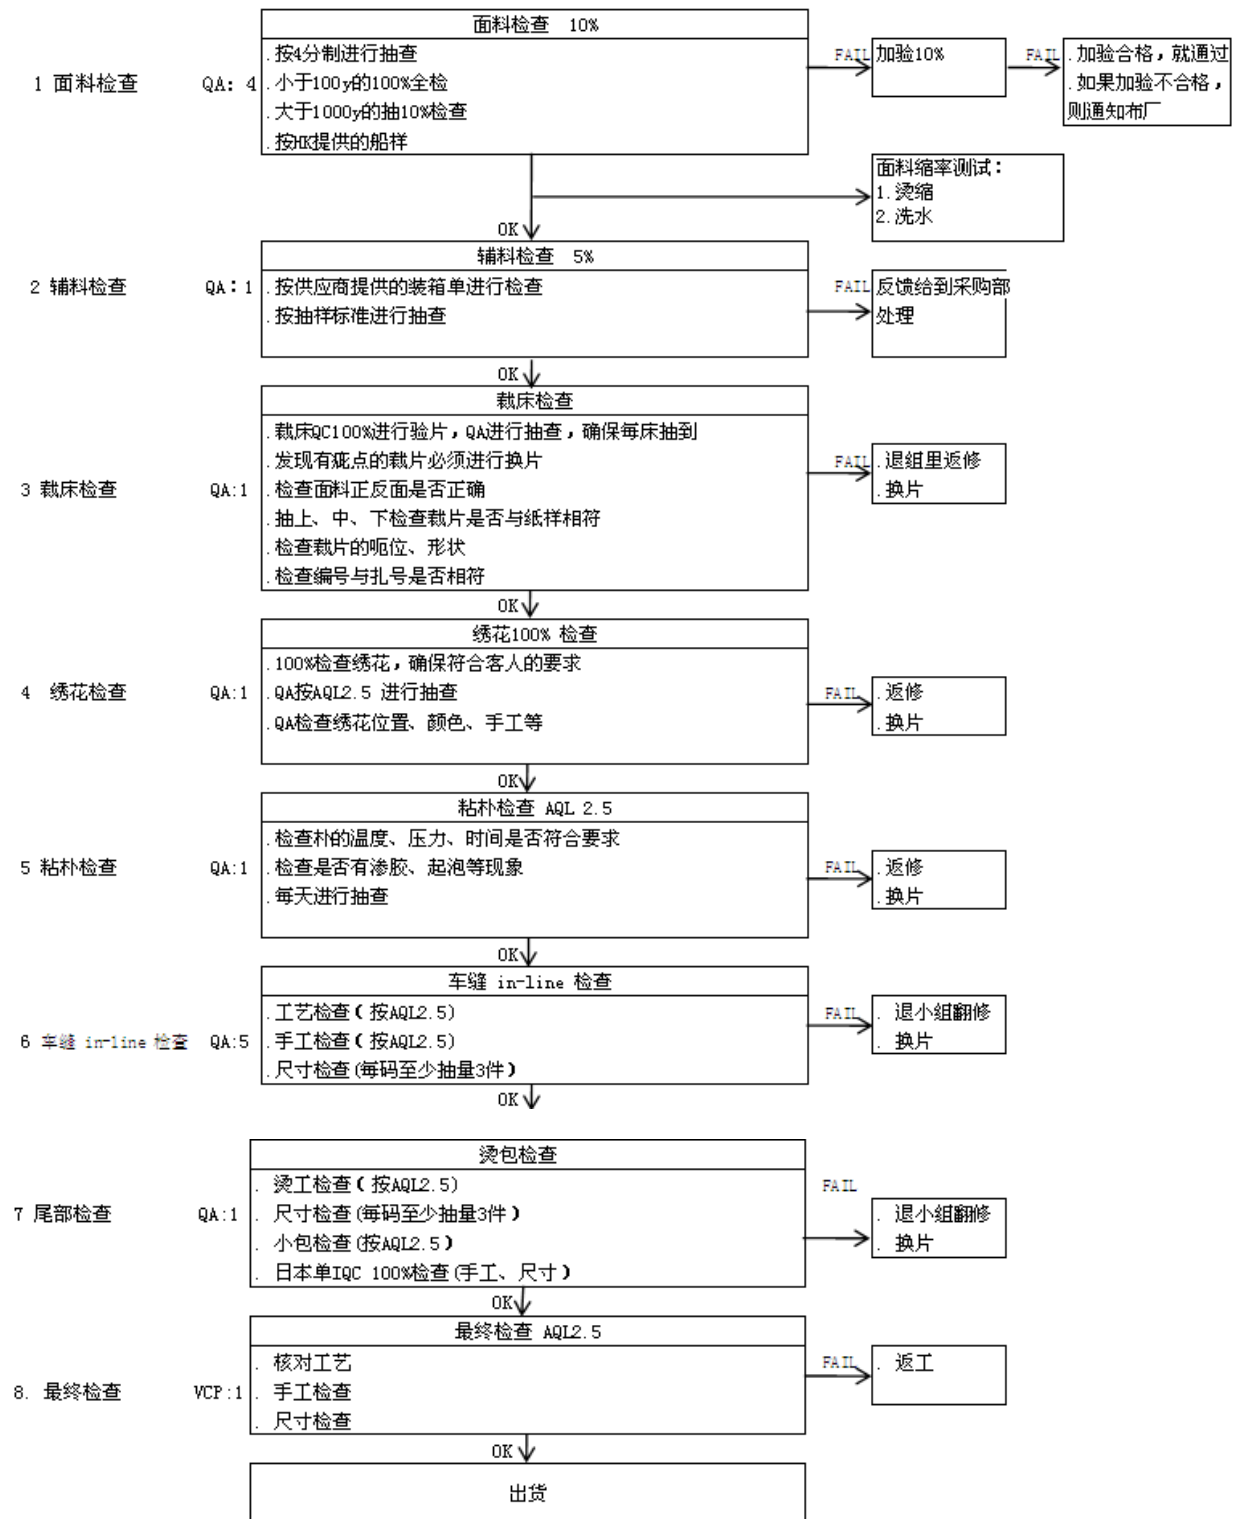 面料检查 10%
1 面料检查 QA: 4
.按4分制进行抽查
.小于100y的100%全检
.大于1000y的抽10%检查
.按HK提供的船样
FAIL
加验10%
FAIL
.加验合格，就通过
.如果加验不合格，
则通知布厂
面料缩率测试：
1.烫缩
2.洗水
OK
辅料检查 5%
2 辅料检查 QA：1
.按供应商提供的装箱单进行检查
.按抽样标准进行抽查
FAIL
反馈给到采购部
处理
OK
裁床检查
3 裁床检查 QA:1
.裁床QC100%进行验片，QA进行抽查，确保每床抽到
.发现有疵点的裁片必须进行换片
.检查面料正反面是否正确
.抽上、中、下检查裁片是否与纸样相符
.检查裁片的呃位、形状
.检查编号与扎号是否相符
FAIL
.退组里返修
.换片
OK
绣花100% 检查
4 绣花检查 QA:1
.100%检查绣花，确保符合客人的要求
.QA按AQL2.5 进行抽查
.QA检查绣花位置、颜色、手工等
FAIL
.返修
.换片
OK
粘朴检查 AQL 2.5
5 粘朴检查 QA:1
.检查朴的温度、压力、时间是否符合要求
.检查是否有渗胶、起泡等现象
.每天进行抽查
FAIL
.返修
.换片
OK
车缝 in-line 检查
6 车缝 in-line 检查 QA:5
.工艺检查(按AQL2.5)
.手工检查(按AQL2.5)
.尺寸检查(每码至少抽量3件)
FAIL
. 退小组翻修
. 换片
OK
烫包检查
7 尾部检查 QA:1
. 烫工检查(按AQL2.5)
. 尺寸检查(每码至少抽量3件)
. 小包检查(按AQL2.5)
. 日本单IQC 100%检查(手工、尺寸)
FAIL
. 退小组翻修
. 换片
OK
最终检查 AQL2.5
8. 最终检查 VCP:1
. 核对工艺
. 手工检查
. 尺寸检查
FAIL
. 返工
OK
出货